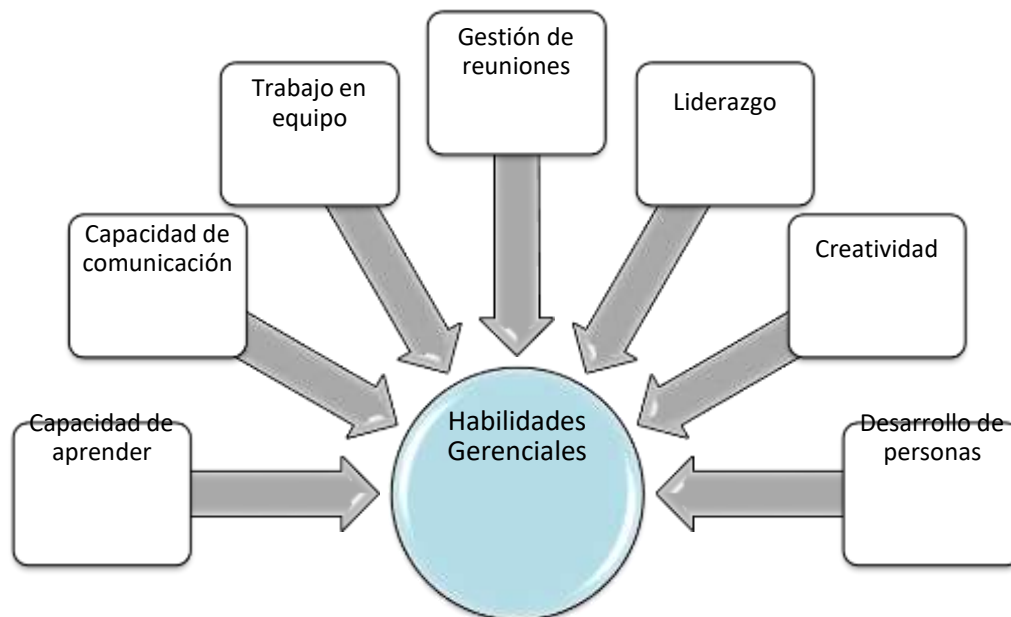 Gestión de
reuniones
Trabajo en
equipo
Liderazgo
Capacidad de
comunicación
Creatividad
Habilidades
Gerenciales
Capacidad de
aprender
Desarrollo de
personas